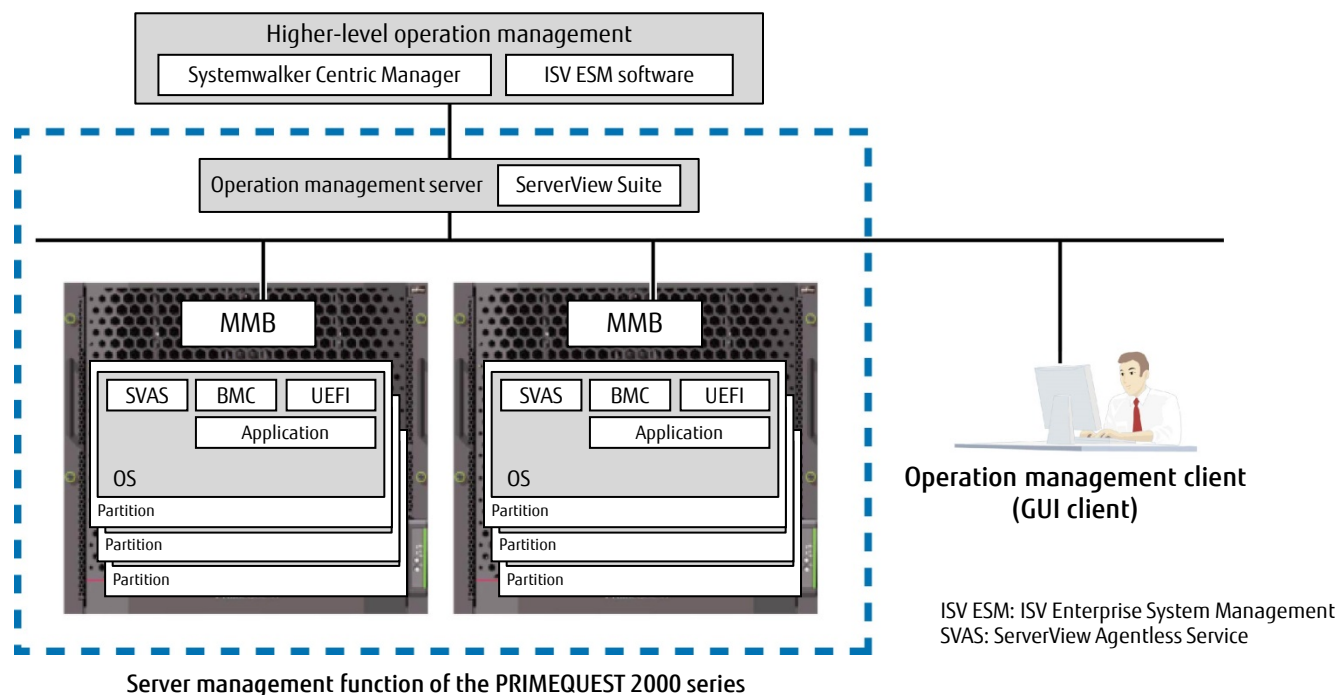 Higher-level operation management
Systemwalker Centric Manager
ISV ESM software
Operation management server
ServerView Suite
MMB
SVAS BMC UEFI
Application
OS
Partition
Partition
Partition
MMB
SVAS BMC UEFI
Application
OS
Partition
Partition
Partition
Operation management client
(GUI client)
ISV ESM: ISV Enterprise System Management
SVAS: ServerView Agentless Service
Server management function of the PRIMEQUEST 2000 series